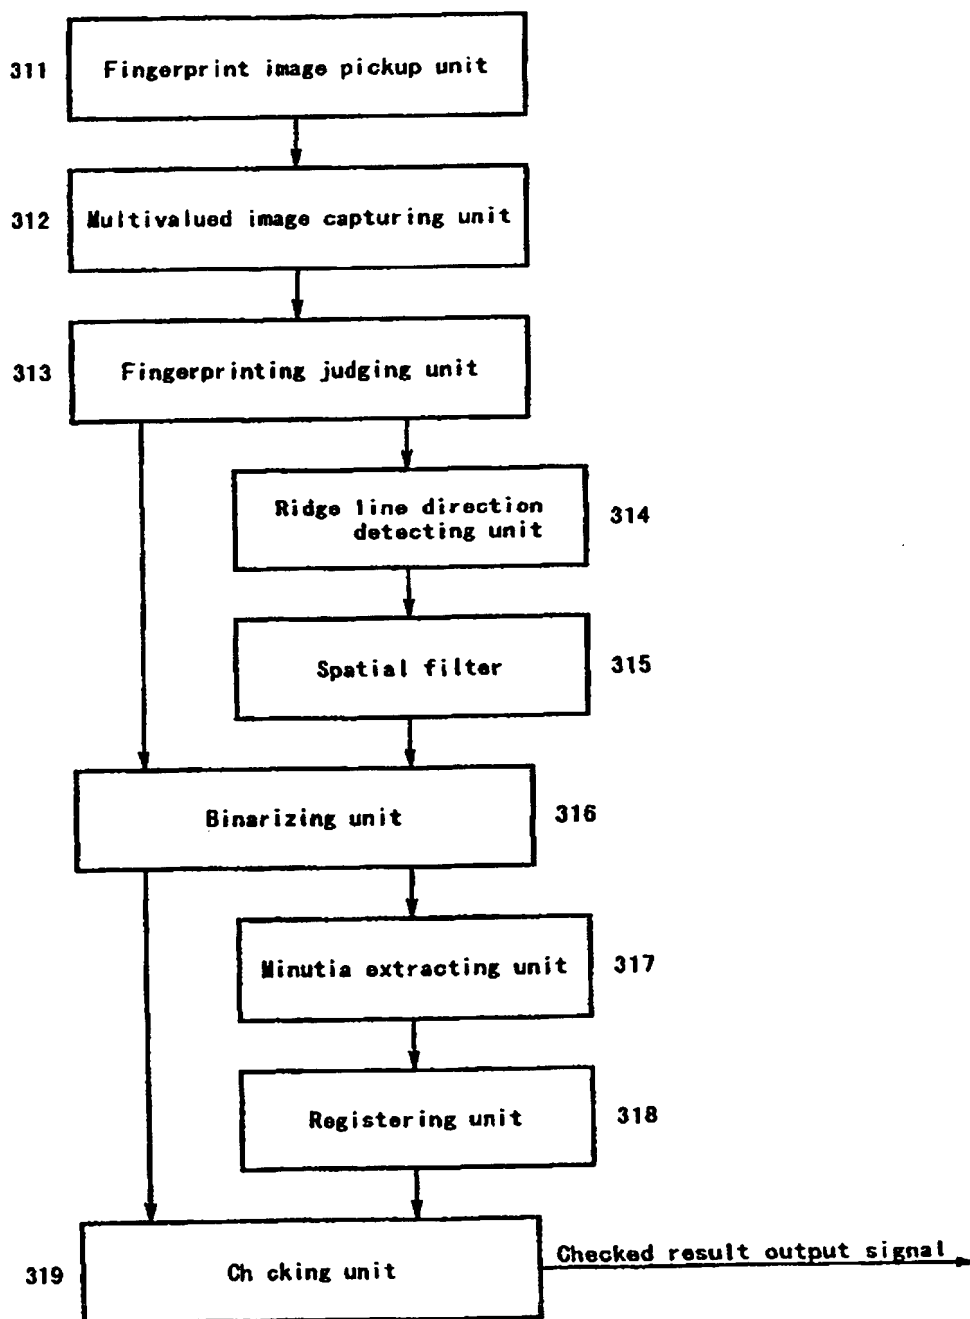 311
Fingerprint image pickup unit
312
Multivalued image capturing unit
313
Fingerprinting judging unit
Ridge line direction
detecting unit
314
Spatial filter
315
Binarizing unit
316
Minutia extracting unit
317
Registering unit
318
319
Ch cking unit
Checked result output signal